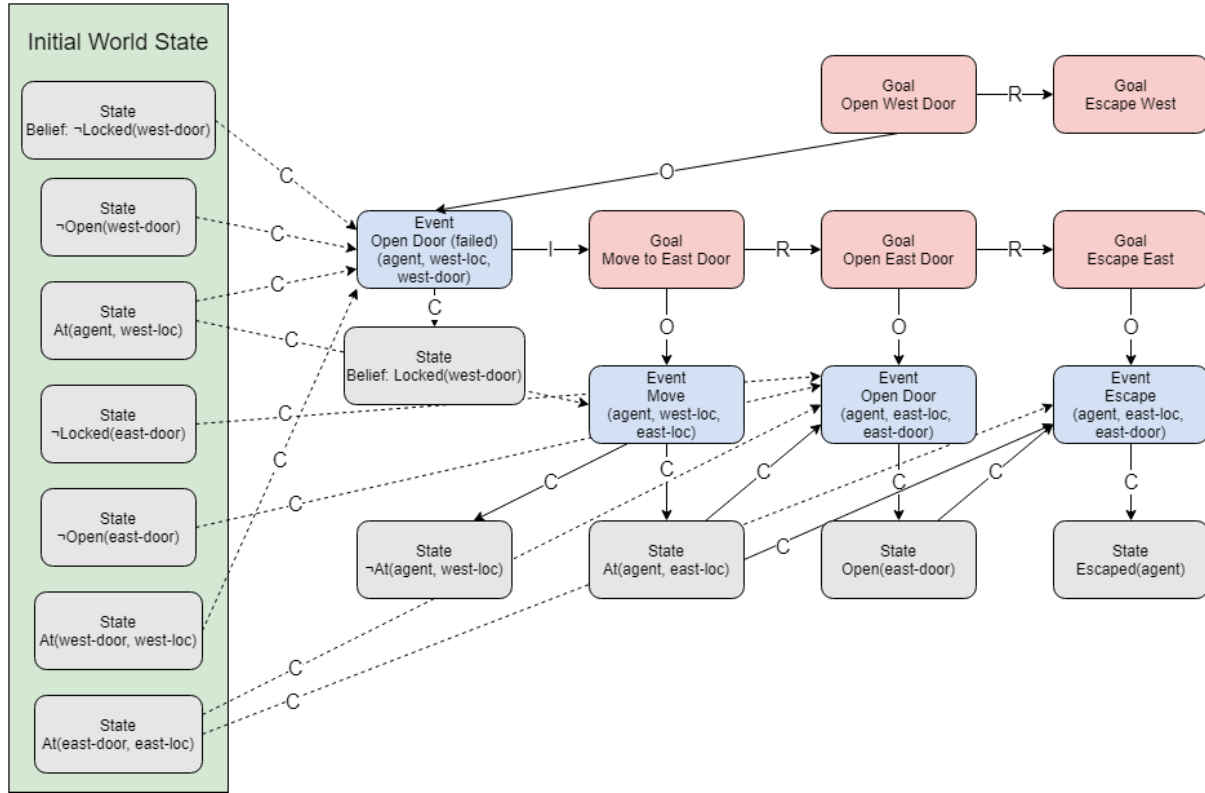 Initial World State
State
Belief: ¬Locked(west-door)
State
¬Open(west-door)
State
At(agent, west-loc)
State
¬Locked(east-door)
State
¬Open(east-door)
State
At(west-door, west-loc)
State
At(east-door, east-loc)
C
C
C
C
C
C
C
C
C
Goal
Open West Door
R
Goal
Escape West
O
Event
Open Door (failed)
(agent, west-loc,
west-door)
I
Goal
Move to East Door
R
Goal
Open East Door
R
Goal
Escape East
C
O
O
O
State
Belief: Locked(west-door)
Event
Move
(agent, west-loc,
east-loc)
Event
Open Door
(agent, east-loc,
east-door)
Event
Escape
(agent, east-loc,
east-door)
C
C
C
C
C
C
C
State
¬At(agent, west-loc)
State
At(agent, east-loc)
State
Open(east-door)
State
Escaped(agent)